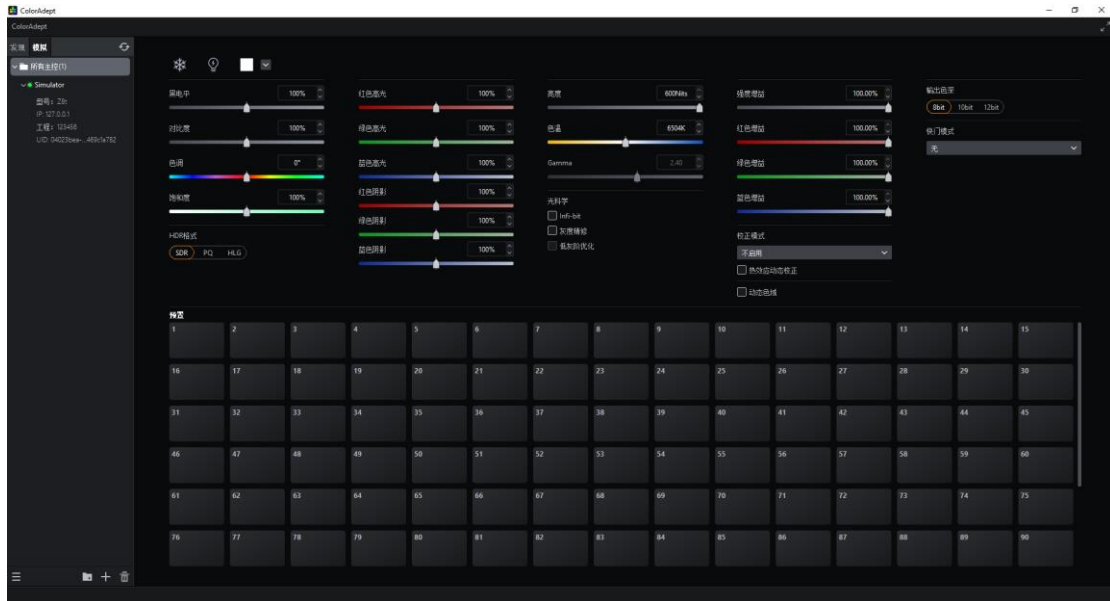 ColorAdept
ColorAdept
发现 模拟
所有主控(1)
Simulator
型号: Z8t
IP: 127.0.0.1
工程: 123456
黑电平 100%
对比度 100%
色调 0°
饱和度 100%
HDR格式
SDR PQ HLG
红色高光 100%
绿色高光 100%
蓝色高光 100%
红色阴影 100%
绿色阴影 100%
蓝色阴影 100%
亮度 600Nits
色温 6504K
Gamma 2.40
光科学
Infi-bit
灰度精修
低灰阶优化
强度增益 100.00%
红色增益 100.00%
绿色增益 100.00%
蓝色增益 100.00%
校正模式
不启用
热效应动态校正
动态色域
输出色深
8bit 10bit 12bit
快门模式
无
预置
1 2 3 4 5 6 7 8 9 10 11 12 13 14 15
16 17 18 19 20 21 22 23 24 25 26 27 28 29 30
31 32 33 34 35 36 37 38 39 40 41 42 43 44 45
46 47 48 49 50 51 52 53 54 55 56 57 58 59 60
61 62 63 64 65 66 67 68 69 70 71 72 73 74 75
76 77 78 79 80 81 82 83 84 85 86 87 88 89 90